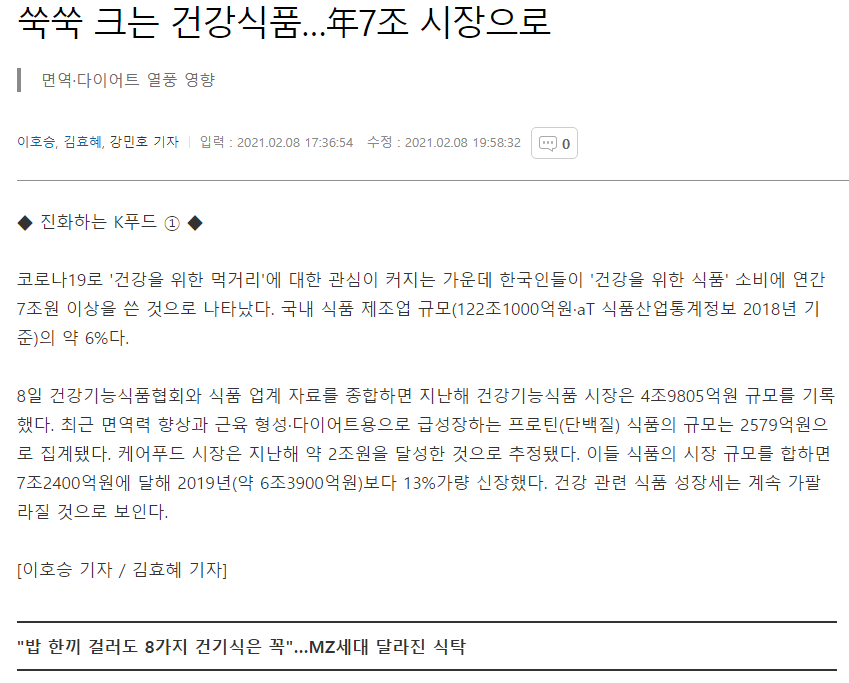 쑥쑥 크는 건강식품…年7조 시장으로
면역·다이어트 열풍 영향
이호승, 김효혜, 강민호 기자 입력 : 2021.02.08 17:36:54 수정 : 2021.02.08 19:58:32 0
◆ 진화하는 K푸드 ① ◆
코로나19로 '건강을 위한 먹거리'에 대한 관심이 커지는 가운데 한국인들이 '건강을 위한 식품' 소비에 연간
7조원 이상을 쓴 것으로 나타났다. 국내 식품 제조업 규모(122조1000억원·aT 식품산업통계정보 2018년 기
준)의 약 6%다.
8일 건강기능식품협회와 식품 업계 자료를 종합하면 지난해 건강기능식품 시장은 4조9805억원 규모를 기록
했다. 최근 면역력 향상과 근육 형성·다이어트용으로 급성장하는 프로틴(단백질) 식품의 규모는 2579억원으
로 집계됐다. 케어푸드 시장은 지난해 약 2조원을 달성한 것으로 추정됐다. 이들 식품의 시장 규모를 합하면
7조2400억원에 달해 2019년(약 6조3900억원)보다 13%가량 신장했다. 건강 관련 식품 성장세는 계속 가팔
라질 것으로 보인다.
[이호승 기자 / 김효혜 기자]
"밥 한끼 걸러도 8가지 건기식은 꼭"…MZ세대 달라진 식탁